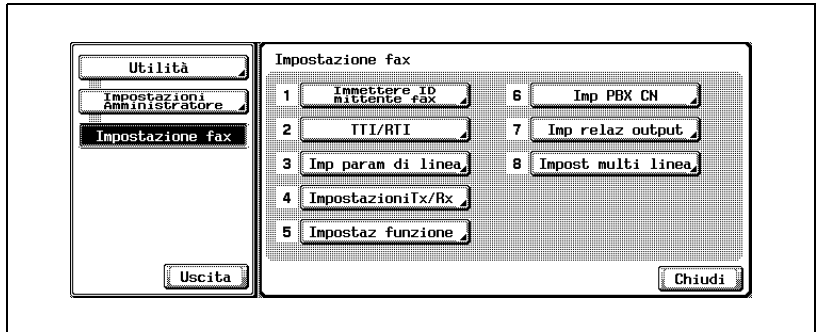 Utilità
Impostazioni
Amministratore
Impostazione fax
Uscita
Impostazione fax
1 Immettere ID
mittente fax
2 TTI/RTI
3 Imp param di linea
4 ImpostazioniTx/Rx
5 Impostaz funzione
6 Imp PBX CN
7 Imp relaz output
8 Impost multi linea
Chiudi